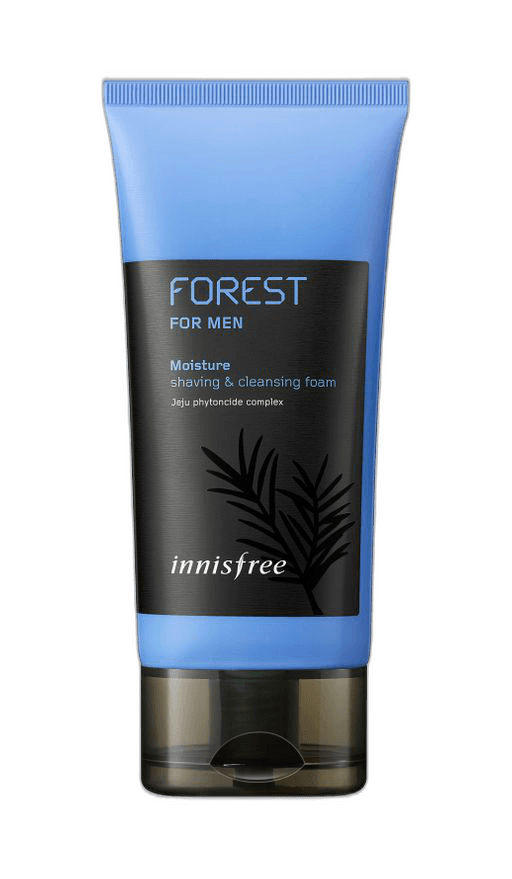 FOREST
FOR MEN
Moisture
shaving & cleansing foam
Jeju phytoncide complex
innisfree